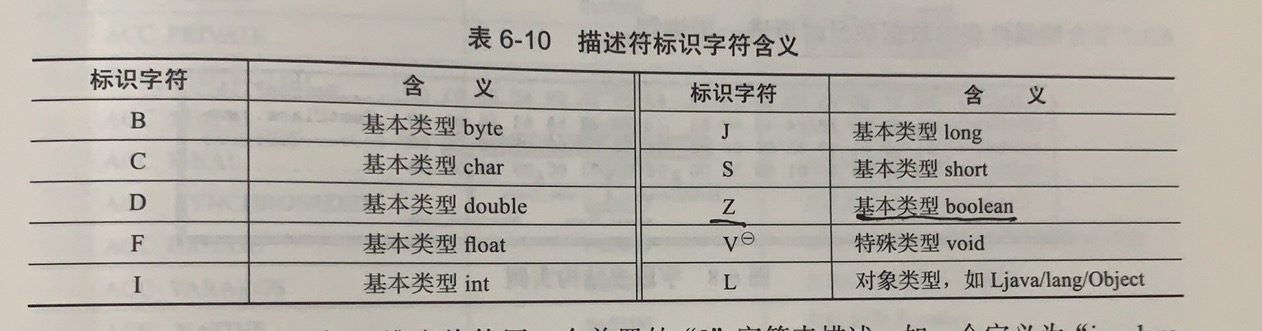 表 6-10 描述符标识字符含义
标识字符 含 义 标识字符 含 义
B 基本类型 byte J 基本类型 long
C 基本类型 char S 基本类型 short
D 基本类型 double Z 基本类型 boolean
F 基本类型 float V⊖ 特殊类型 void
I 基本类型 int L 对象类型，如 Ljava/lang/Object